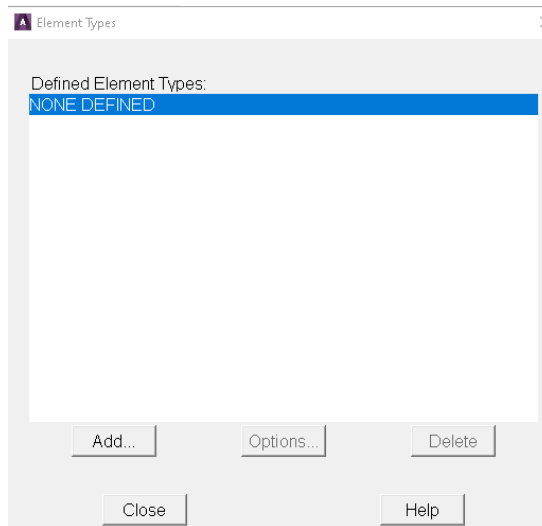 Element Types
Defined Element Types:
NONE DEFINED
Add...
Options...
Delete
Close
Help